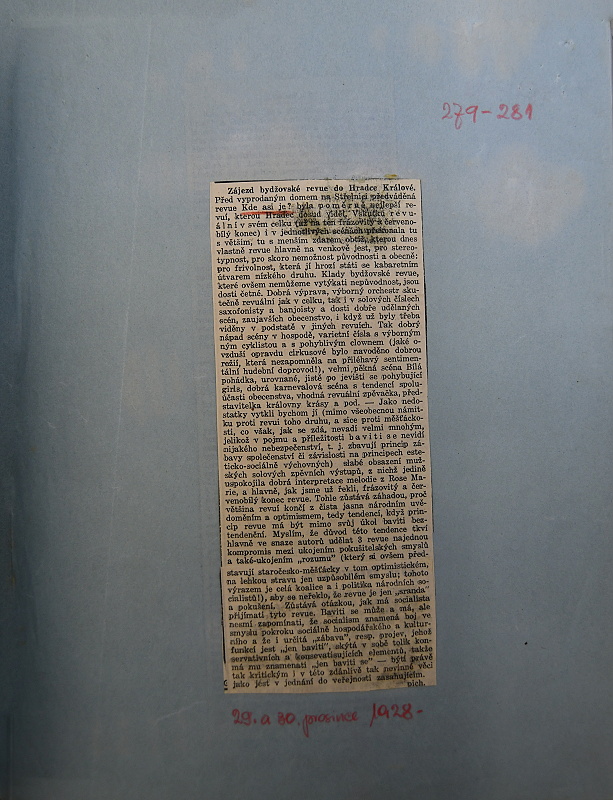 279-281
Zájezd bydžovské revue do Hradce Králové.
Před vyprodaným domem na Střelnici předváděná
revue Kde asi je? byla poměrně nejlepší re-
vuí, kterou Hradec dosud viděl. Vskutku revu-
ální v svém celku (až na ten frázovitý a červeno-
bílý konec) i v jednotlivých scénách překonala tu
s větším, tu s menším zdarem obtíž, kterou dnes
vlastně revue hlavně na venkově jest, pro stereo-
typnost, pro skoro nemožnost původnosti a obecně:
pro frivolnost, která jí hrozí státi se kabaretním
útvarem nízkého druhu. Klady bydžovské revue,
které ovšem nemůžeme vytýkati nepůvodnost, jsou
dosti četné. Dobrá výprava, výborný orchestr sku-
tečně revuální jak v celku, tak i v solových číslech
saxofonisty a banjoisty a dosti dobře udělaných
scén, zaujavších obecenstvo, i když už byly třeba
viděny v podstatě v jiných revuích. Tak dobrý
nápad scény v hospodě, varietní čísla s výborným
ným cyklistou a s pohyblivým clownem (jaké o-
vzduší opravdu cirkusové bylo navoděno dobrou
režií, která nezapomněla na přiléhavý sentimen-
tální hudební doprovod!), velmi pěkná scéna Bílá
pohádka, urovnané, jistě po jevišti se pohybující
girls, dobrá karnevalová scéna s tendencí spolu-
účasti obecenstva, vhodná revuální zpěvačka, před-
stavitelka královny krásy a pod. — Jako nedo-
statky vytkl bychom jí (mimo všeobecnou námit-
ku proti revui toho druhu, a sice proti měšťácko-
sti, co však, jak se zdá, nevadí velmi mnohým,
jelikož v pojmu a příležitosti baviti se nevidí
nijakého nebezpečenství, t. j. zbavují princip zá-
bavy společenství či závislosti na principech este-
ticko-sociálně výchovných) slabé obsazení muž-
ských solových zpěvních výstupů, z nichž jedině
uspokojila dobrá interpretace melodie z Rose Ma-
rie, a hlavně, jak jsme už řekli, frázovitý a čer-
venobílý konec revue. Tohle zůstává záhadou, proč
většina revuí končí z čista jasna národním uvě-
doměním a optimismem, tedy tendencí, když prin-
cip revue má být mimo svůj úkol baviti bez-
tendenční. Myslím, že důvod této tendence tkví
hlavně ve snaze autorů udělat 3 revue najednou
kompromis mezi ukojením pokušitelských smyslů
a také-ukojením „rozumu“ (který si ovšem před-
stavují staročesko-měšťácky v tom optimistickém,
na lehkou stravu jen uzpůsobilém smyslu; tohoto
výrazem je celá koalice a i politika národních so-
cialistů!), aby se neřeklo, že revue je jen „sranda“
a pokušení. Zůstává otázkou, jak má socialista
přijímati tyto revue. Baviti se může a má, ale
nesmí zapomínati, že socialism znamená boj ve
smyslu pokroku sociálně hospodářského a kultur-
ního a že i určitá „zábava“, resp. projev, jehož
funkcí jest „jen baviti“, skýtá v sobě tolik kon-
servativních a konservatisujících elementů, takže
má mu znamenati „jen baviti se“ — býti právě
tak kritickým i v této zdánlivě tak nevinné věci
jako jest v jednání do veřejnosti zasahujícím.
pich.
29. a 30. prosince 1928-